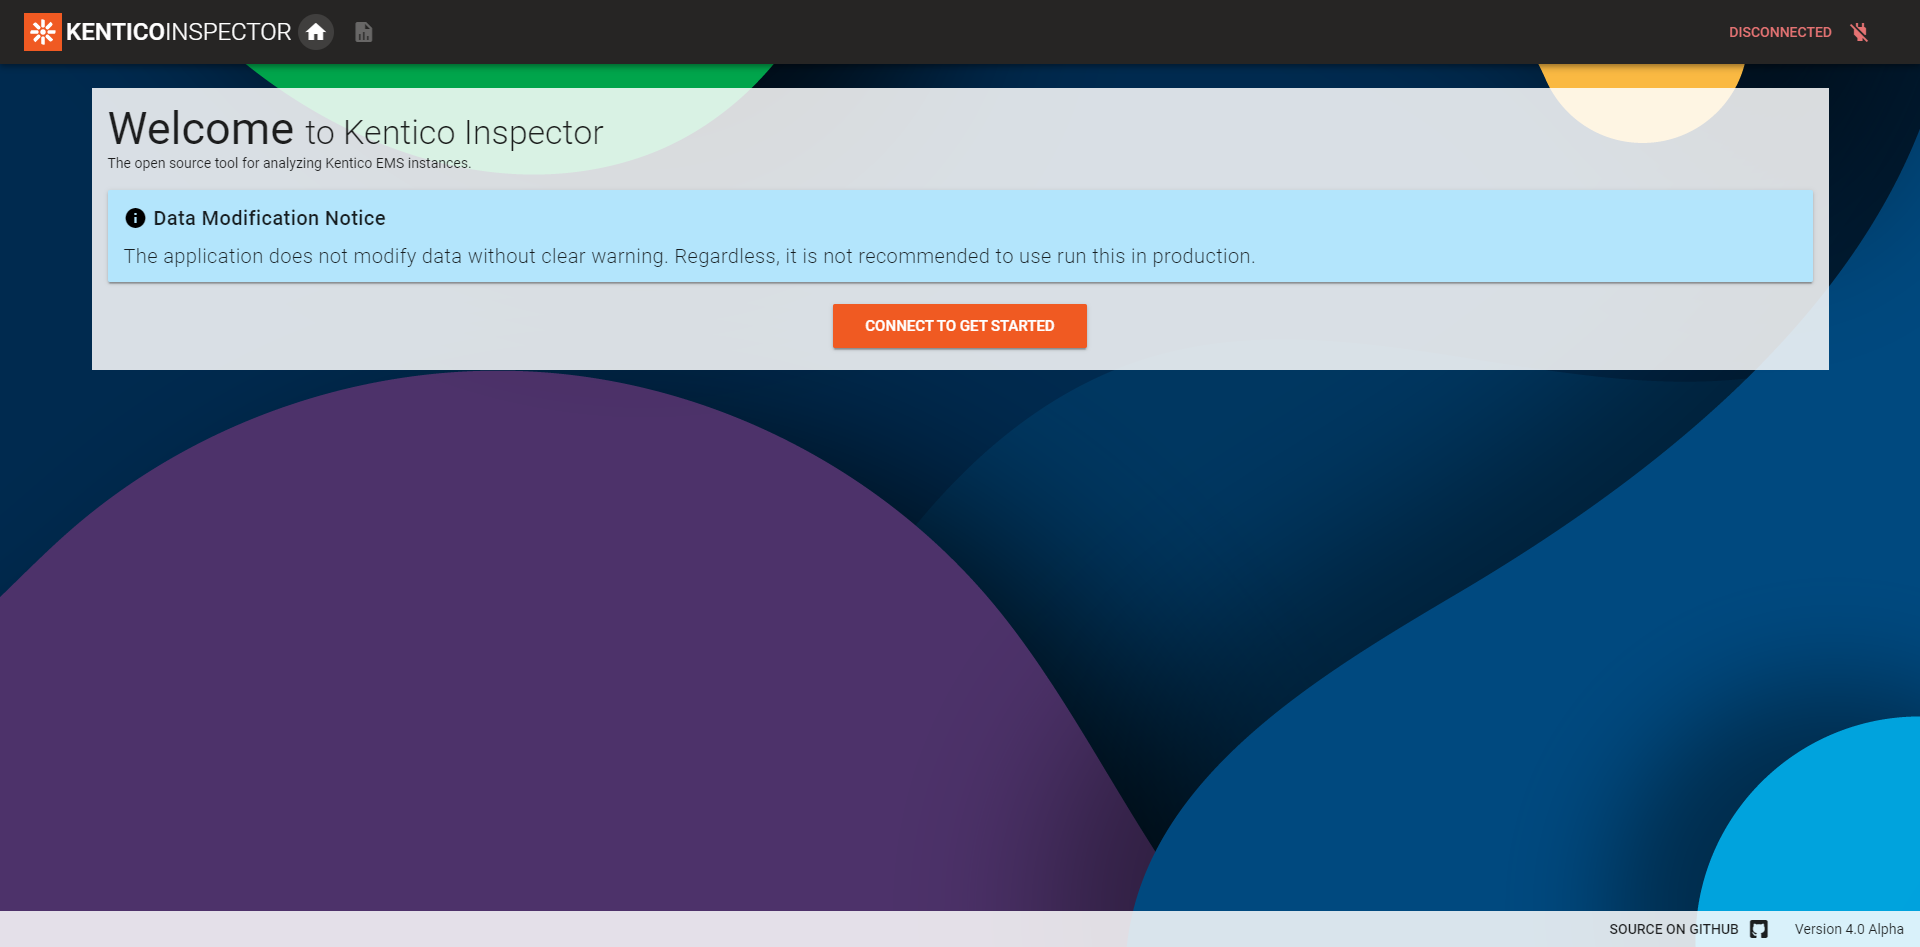 KENTICOINSPECTOR
DISCONNECTED
Welcome to Kentico Inspector
The open source tool for analyzing Kentico EMS instances.
Data Modification Notice
The application does not modify data without clear warning. Regardless, it is not recommended to use run this in production.
CONNECT TO GET STARTED
SOURCE ON GITHUB
Version 4.0 Alpha